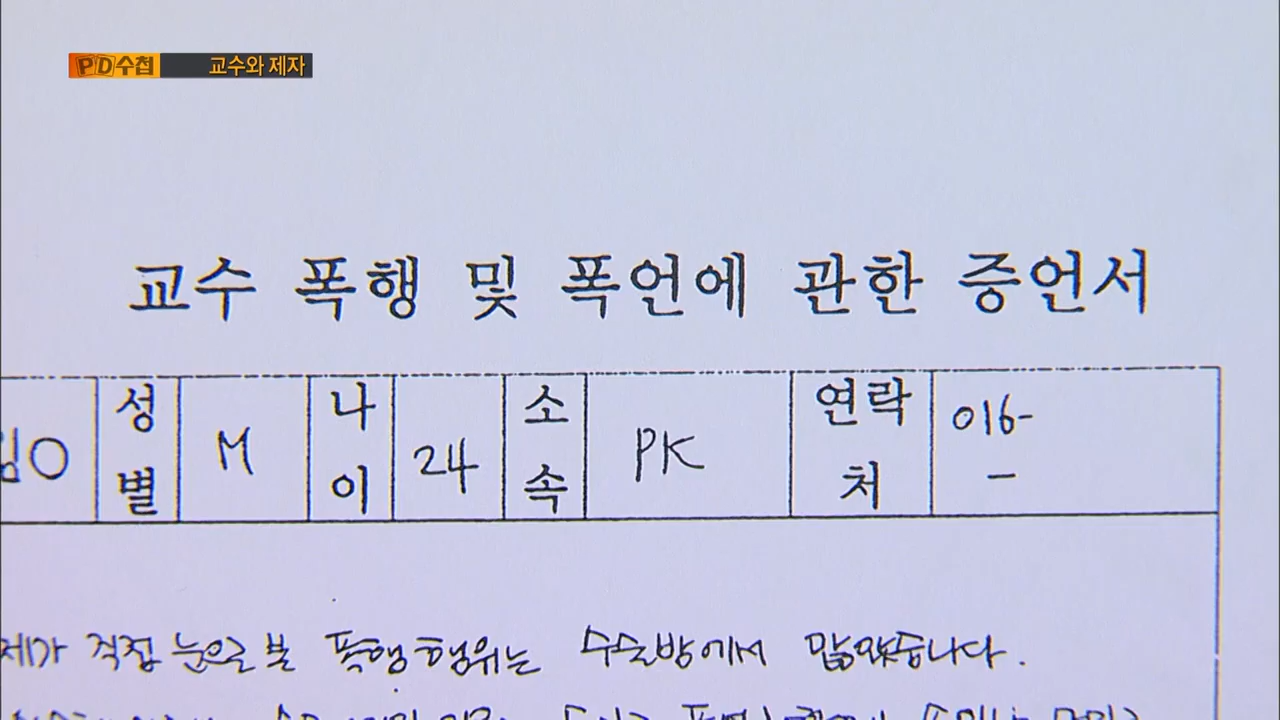 PD수첩 교수와 제자
교수 폭행 및 폭언에 관한 증언서
성별 M 나이 24 소속 PK 연락처 016-
-
제가 직접 눈으로 본 폭행행위는 수술방에서 많았습니다.